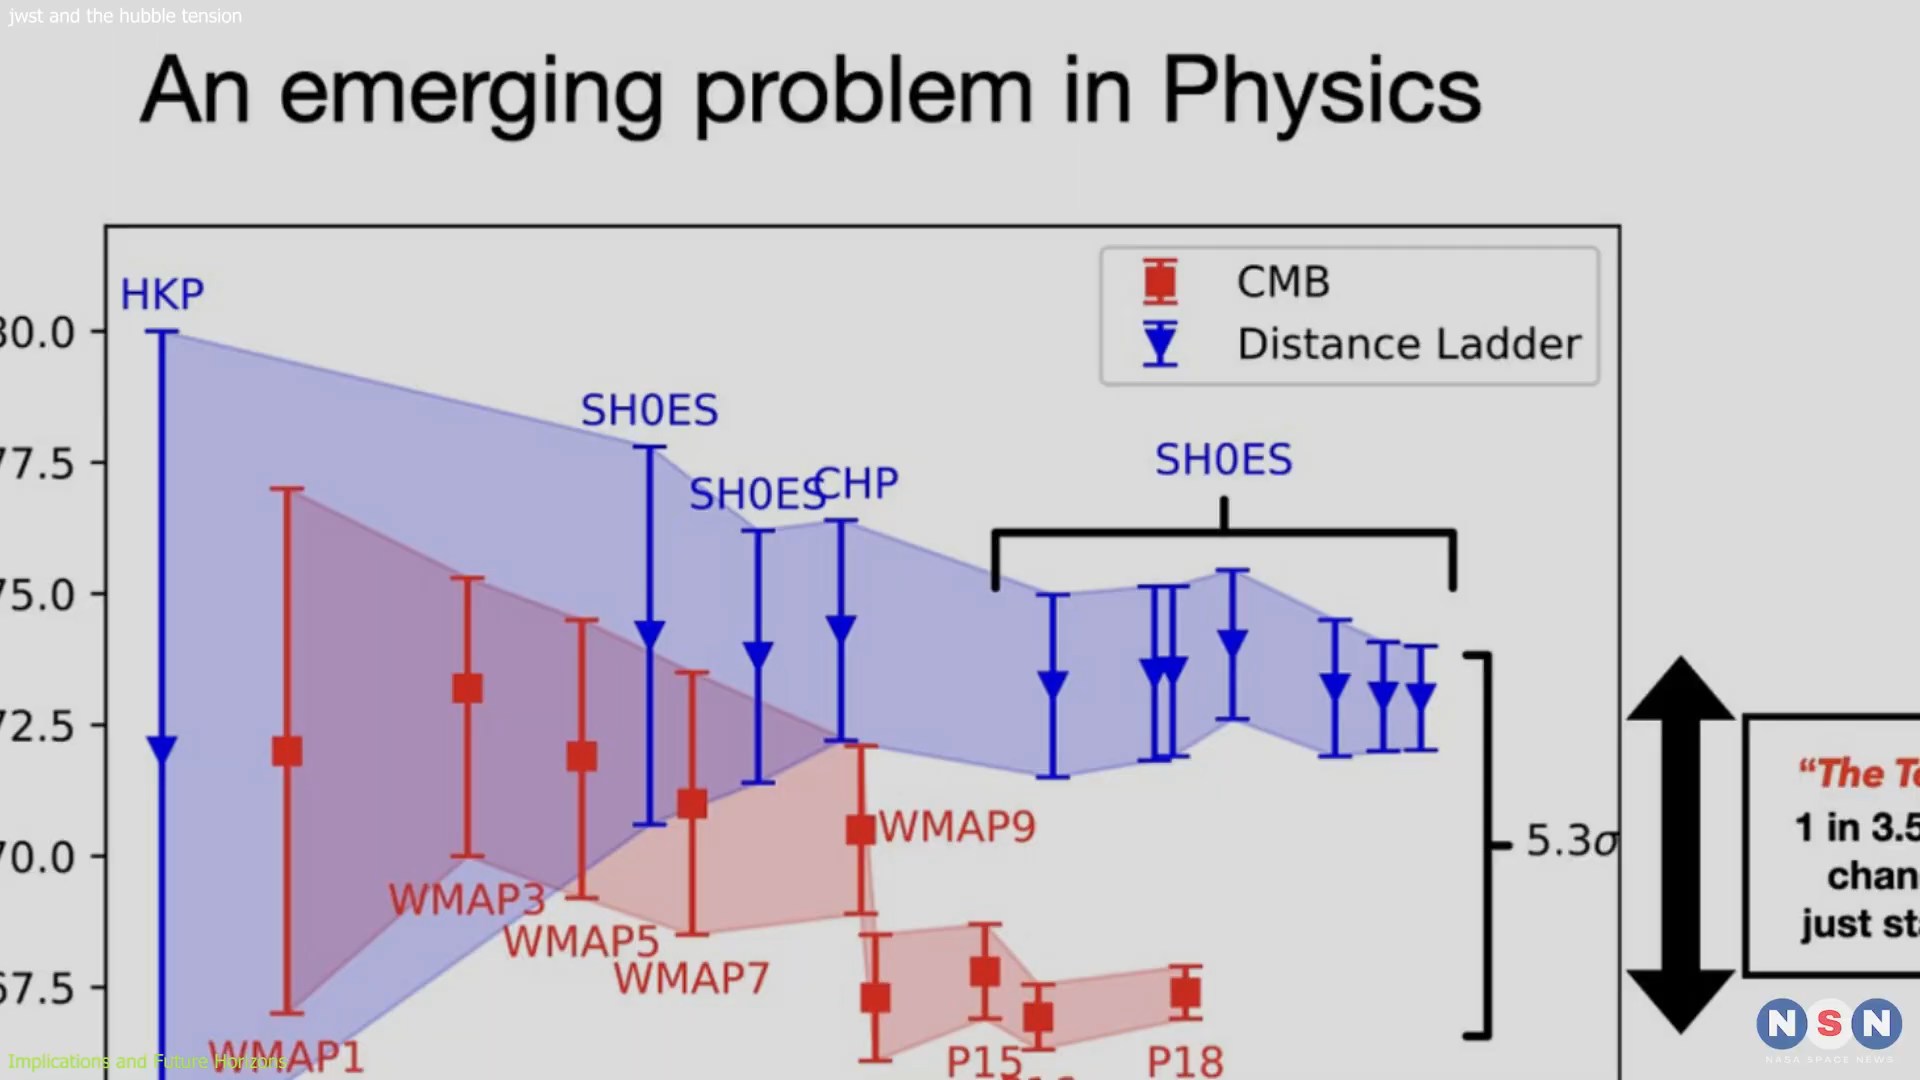 jwst and the hubble tension
An emerging problem in Physics
HKP
CMB
Distance Ladder
80.0
SH0ES
77.5
SH0ES
CHP
SH0ES
75.0
72.5
“The
1 in 3.5
WMAP9
5.3σ
70.0
WMAP3
just
WMAP5
WMAP7
67.5
NSN
NASA SPACE NEWS
WMAP1
P15
P18
Implications and Future Horizons